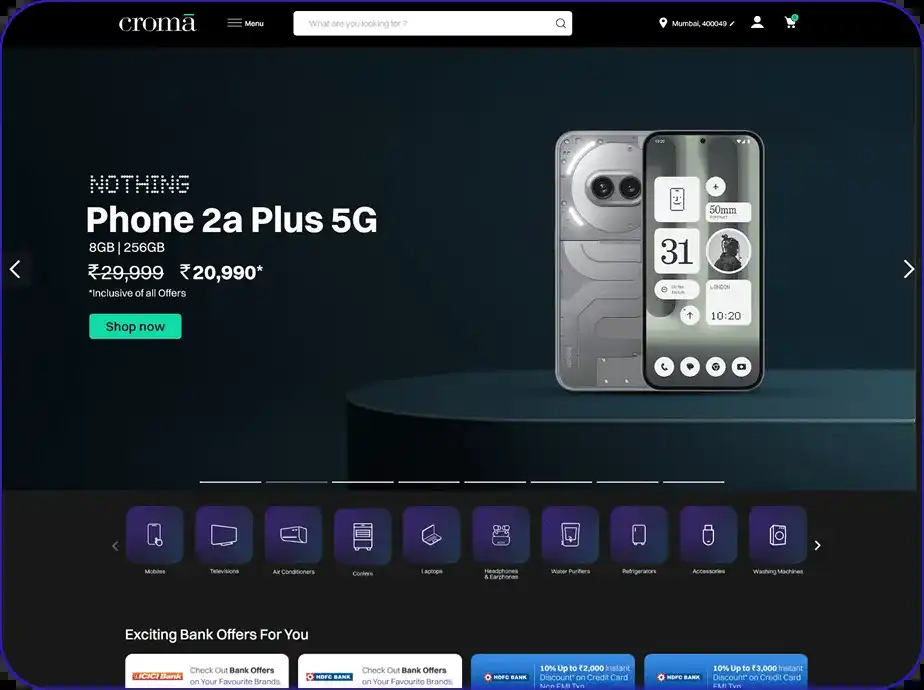 cromā
Menu
What are you looking for ?
Mumbai, 400049
NOTHING
Phone 2a Plus 5G
8GB | 256GB
₹29,999 ₹20,990*
*Inclusive of all Offers
Shop now
10:20
50mm
31
LONDON
10:20
Mobiles
Televisions
Air Conditioners
Coolers
Laptops
Headphones
& Earphones
Water Purifiers
Refrigerators
Accessories
Washing Machines
Exciting Bank Offers For You
ICICI Bank
Check Out Bank Offers
on Your Favourite Brands
HDFC BANK
Check Out Bank Offers
on Your Favourite Brands
HDFC BANK
10% Up to ₹2,000 Instant
Discount* on Credit Card
Non EMI Txn
HDFC BANK
10% Up to ₹3,000 Instant
Discount* on Credit Card
EMI Txn